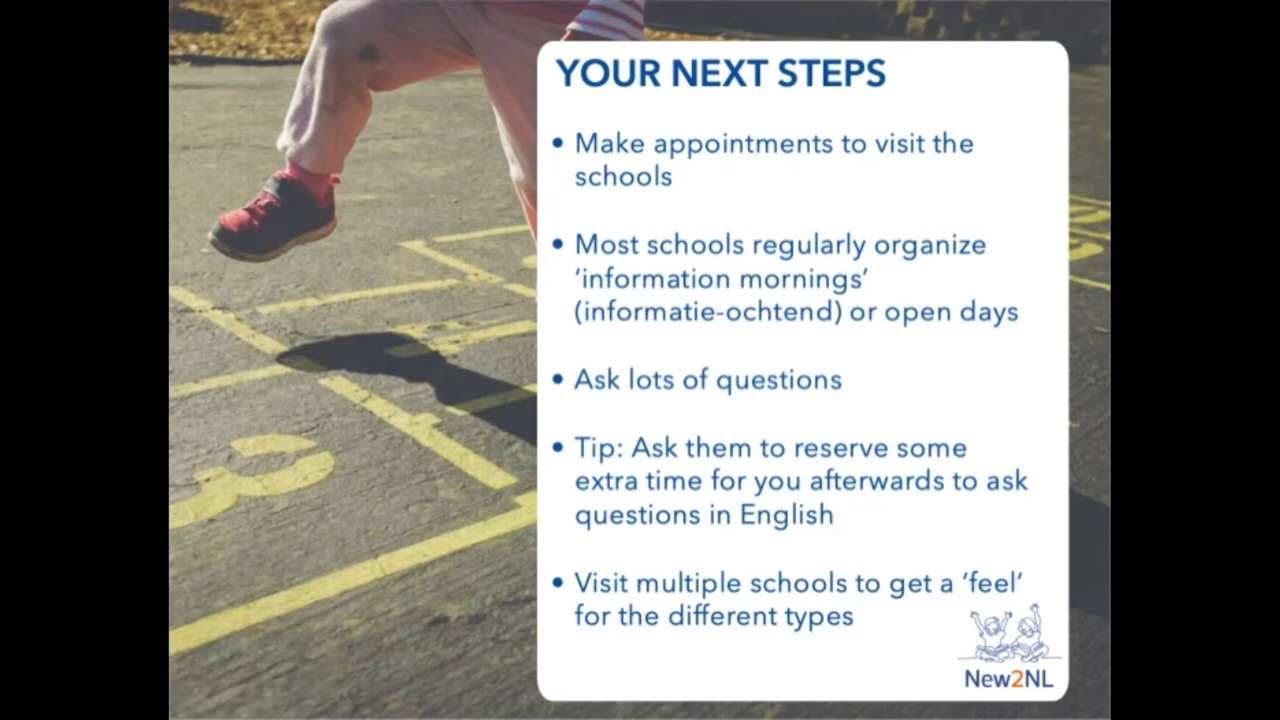 YOUR NEXT STEPS
• Make appointments to visit the
schools
• Most schools regularly organize
‘information mornings’
(informatie-ochtend) or open days
• Ask lots of questions
• Tip: Ask them to reserve some
extra time for you afterwards to ask
questions in English
• Visit multiple schools to get a ‘feel’
for the different types
New2NL
3